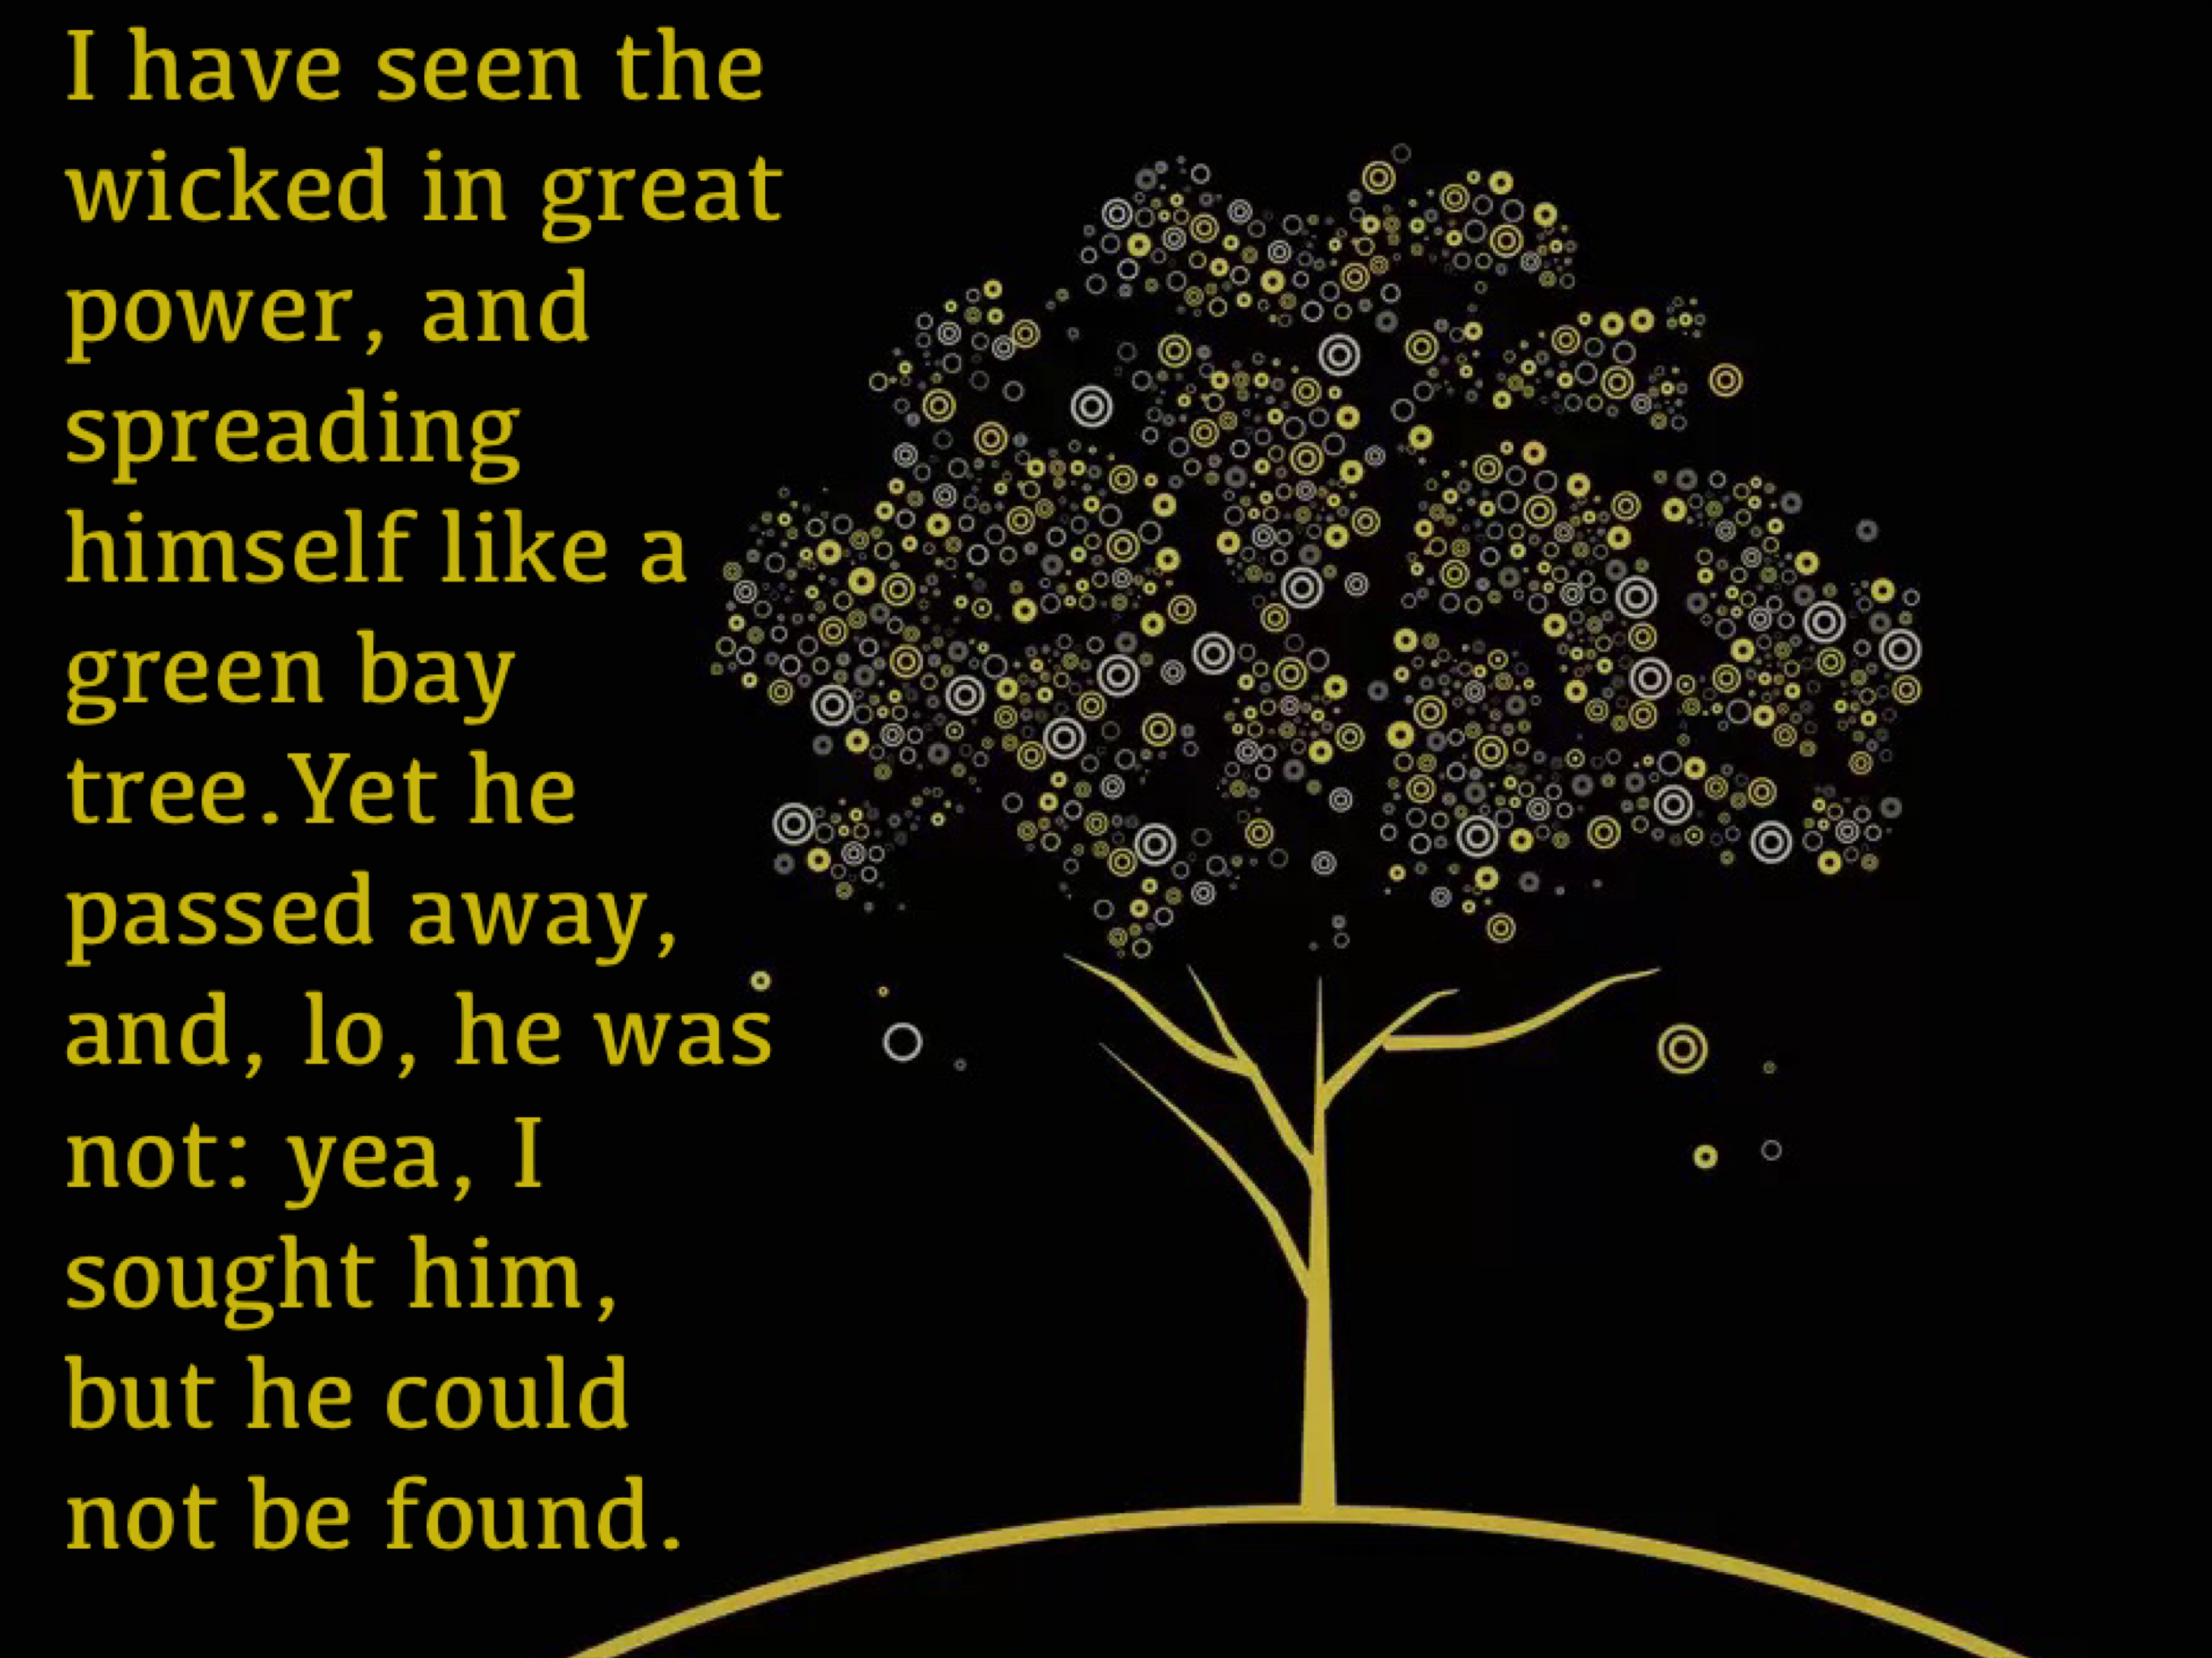 I have seen the
wicked in great
power, and
spreading
himself like a
green bay
tree.Yet he
passed away,
and, lo, he was
not: yea, I
sought him,
but he could
not be found.